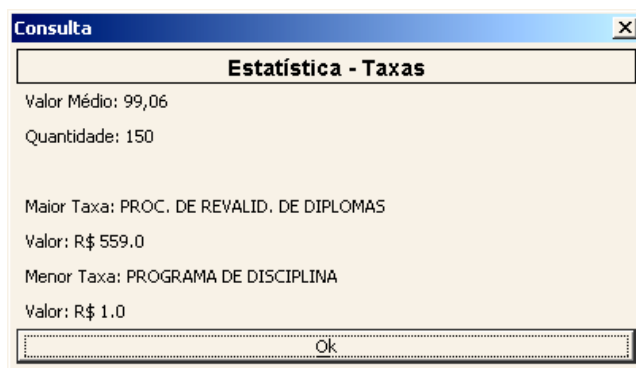 Consulta
Estatística - Taxas
Valor Médio: 99,06
Quantidade: 150
Maior Taxa: PROC. DE REVALID. DE DIPLOMAS
Valor: R$ 559.0
Menor Taxa: PROGRAMA DE DISCIPLINA
Valor: R$ 1.0
Ok